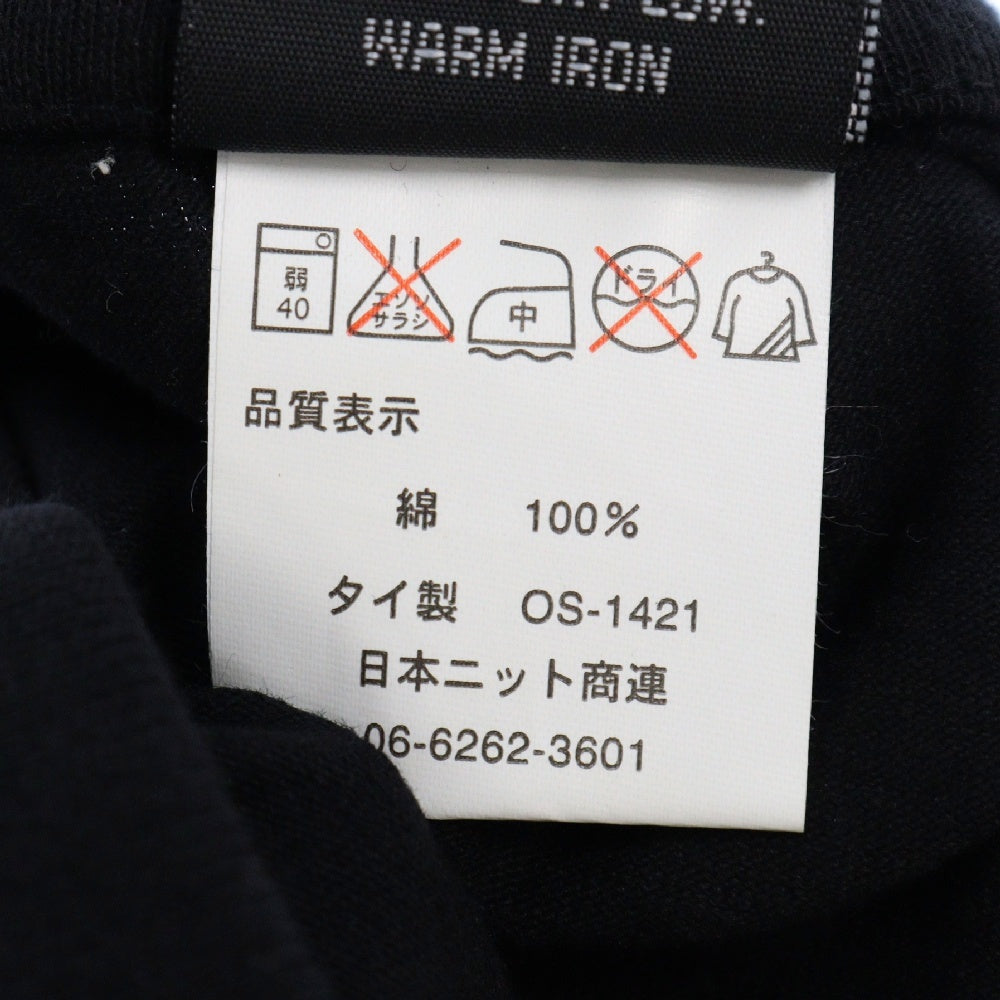 LOW.
WARM IRON
弱
40
エンソ
サラシ
中
ドライ
品質表示
綿 100%
タイ製 OS-1421
日本ニット商連
06-6262-3601